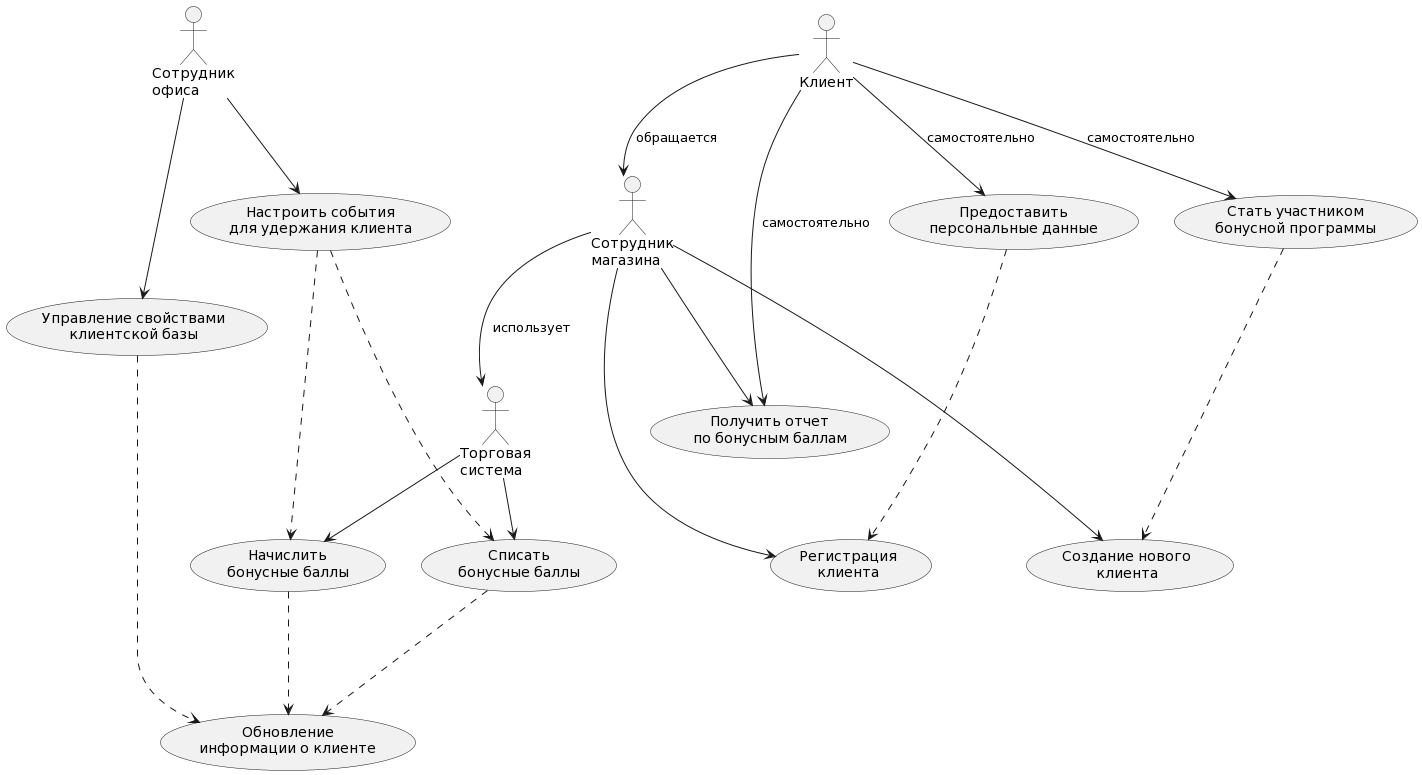 Сотрудник
офиса
Клиент
обращается
самостоятельно
самостоятельно
самостоятельно
Настроить события
для удержания клиента
Предоставить
персональные данные
Стать участником
бонусной программы
Сотрудник
магазина
Управление свойствами
клиентской базы
использует
Получить отчет
по бонусным баллам
Торговая
система
Начислить
бонусные баллы
Списать
бонусные баллы
Регистрация
клиента
Создание нового
клиента
Обновление
информации о клиенте